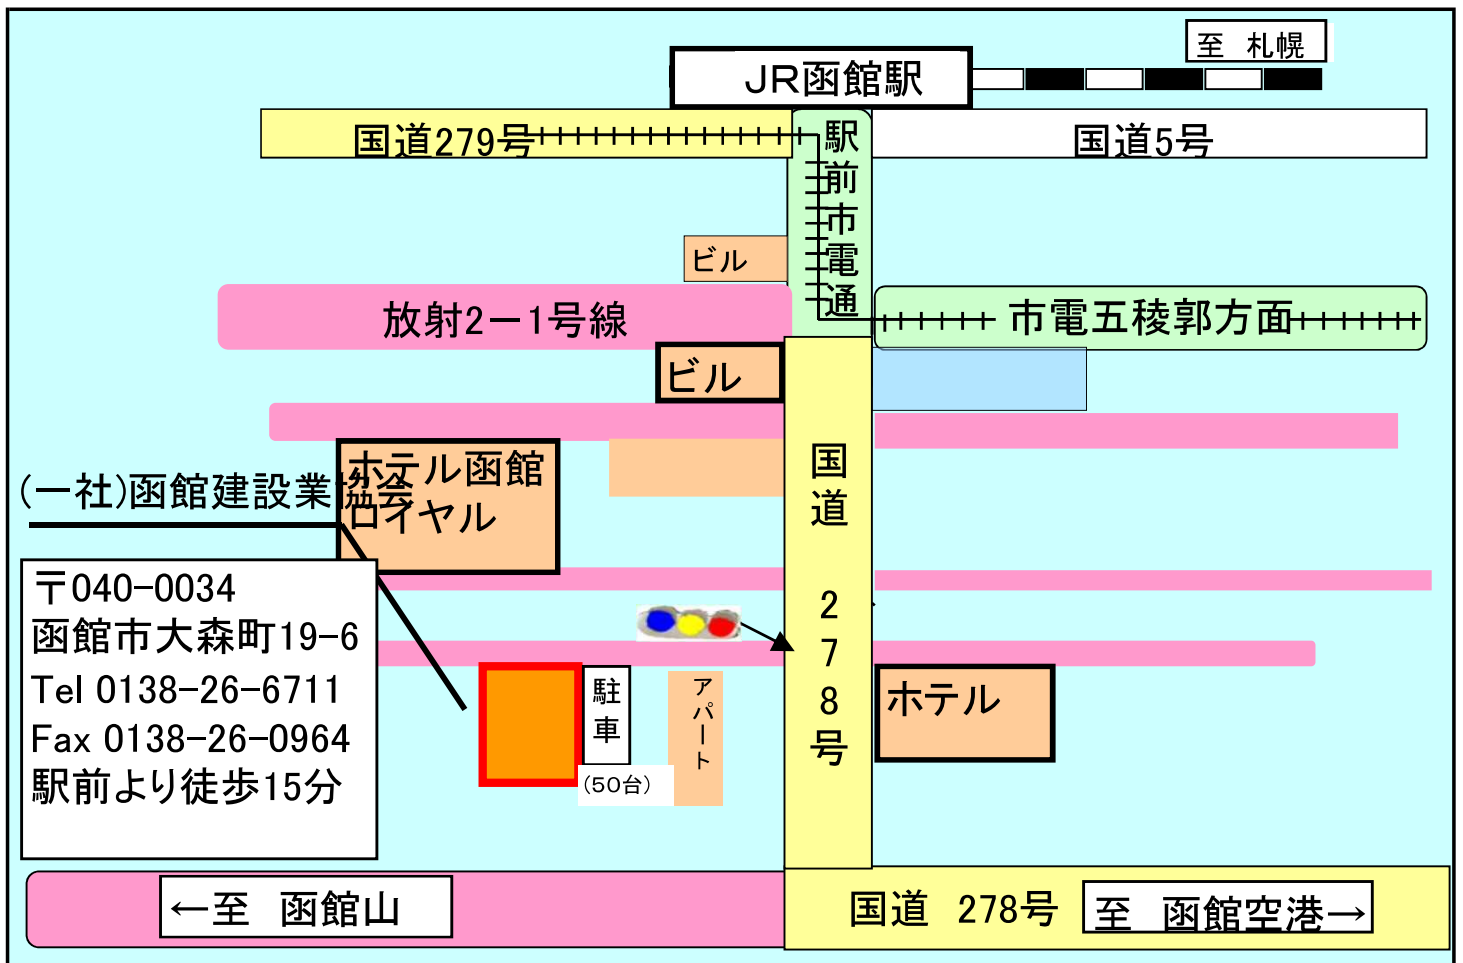 至　札幌
ＪＲ函館駅
国道279号
駅前市電通
国道5号
ビル
放射2－1号線
市電五稜郭方面
ビル
ホテル函館
ロイヤル
(一社)函館建設業協会
国道　278号
〒040-0034
函館市大森町19-6
Tel 0138-26-6711
Fax 0138-26-0964
駅前より徒歩15分
駐車
(50台)
アパート
ホテル
←至　函館山
国道　278号
至　函館空港→